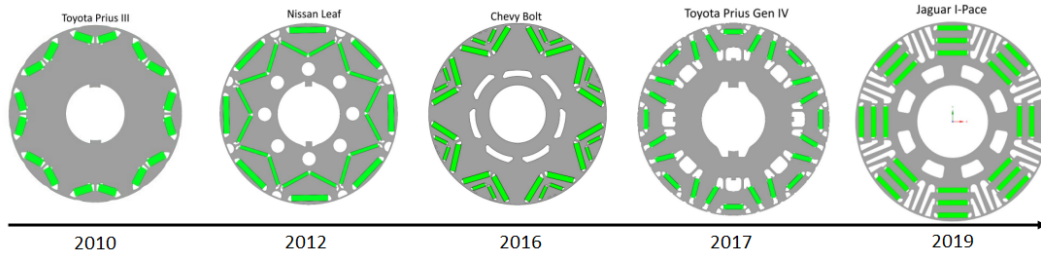 Toyota Prius III
Nissan Leaf
Chevy Bolt
Toyota Prius Gen IV
Jaguar I-Pace
2010
2012
2016
2017
2019